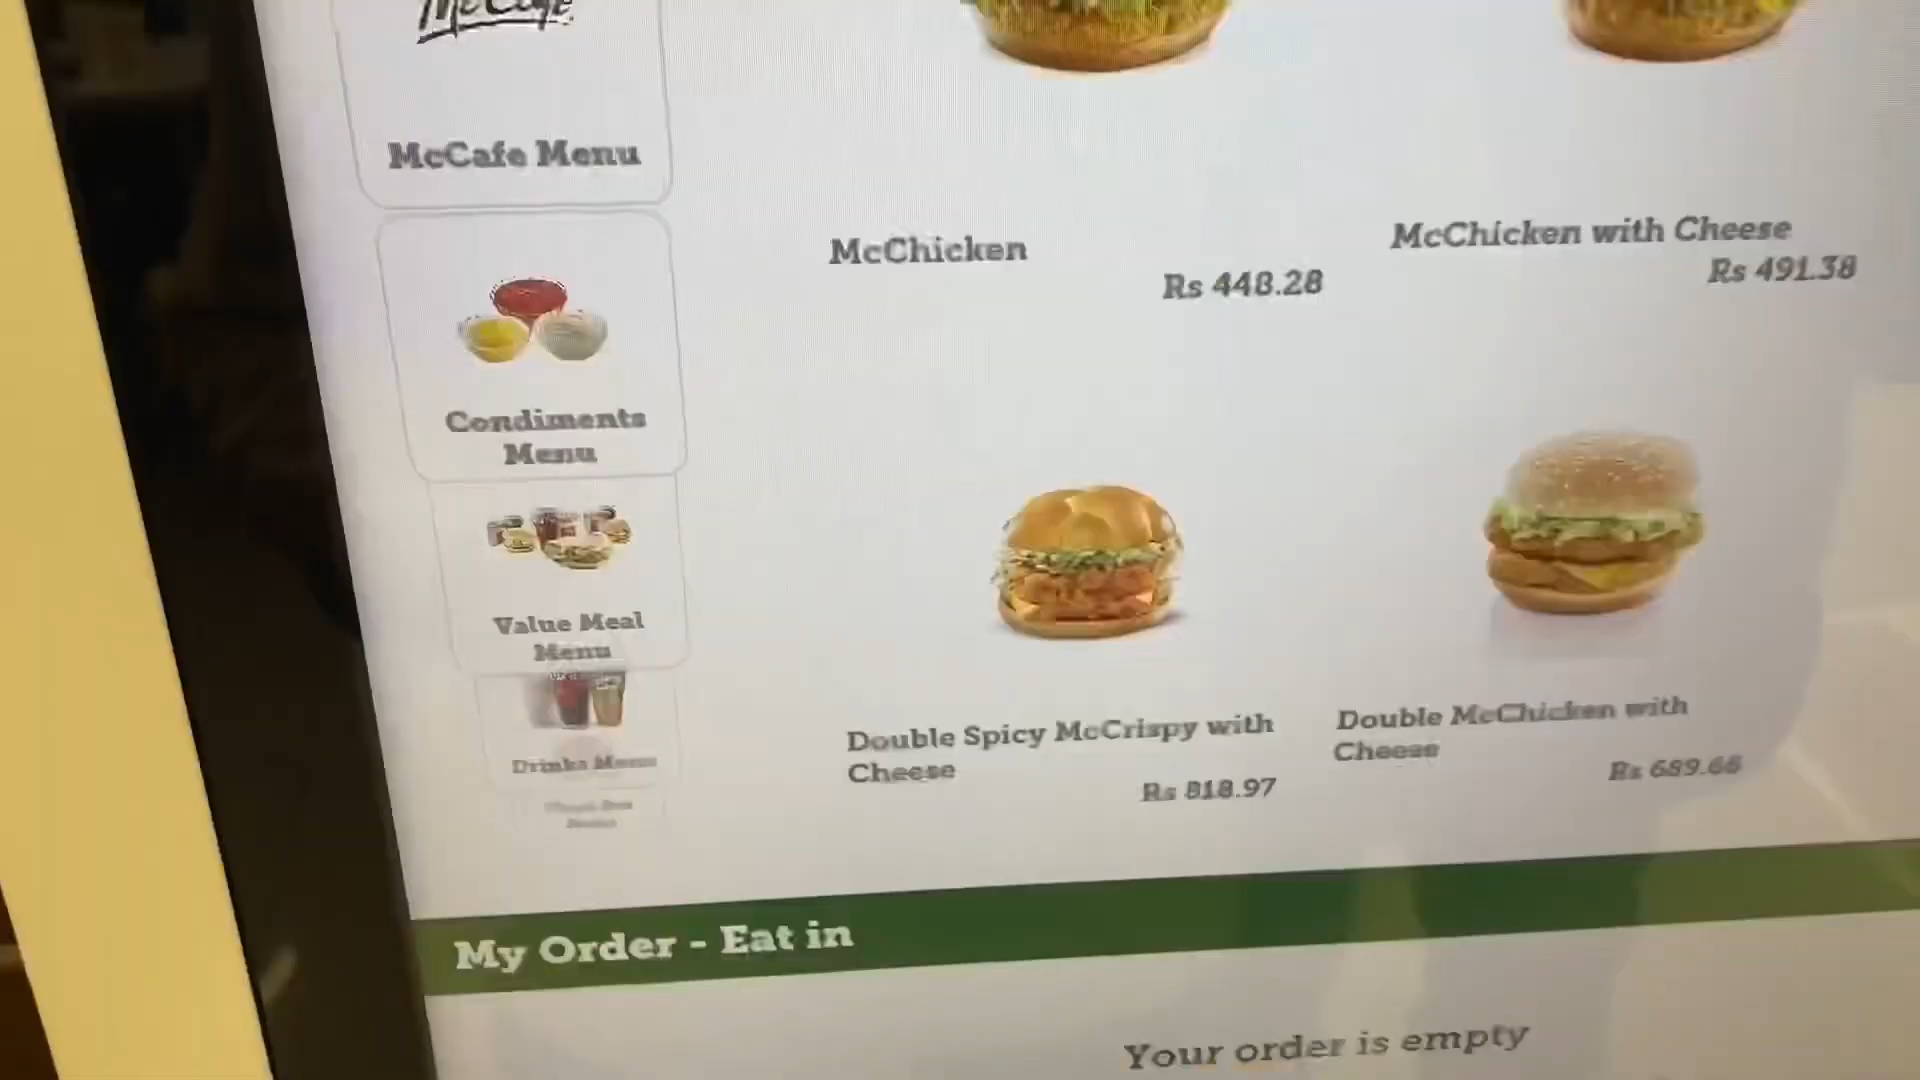 McCafe
McCafe Menu
McChicken
Rs 448.28
McChicken with Cheese
Rs 491.38
Condiments
Menu
Value Meal
Menu
Drinks Menu
Double Spicy McCrispy with
Cheese
Rs 818.97
Double McChicken with
Cheese
Rs 689.66
My Order - Eat in
Your order is empty